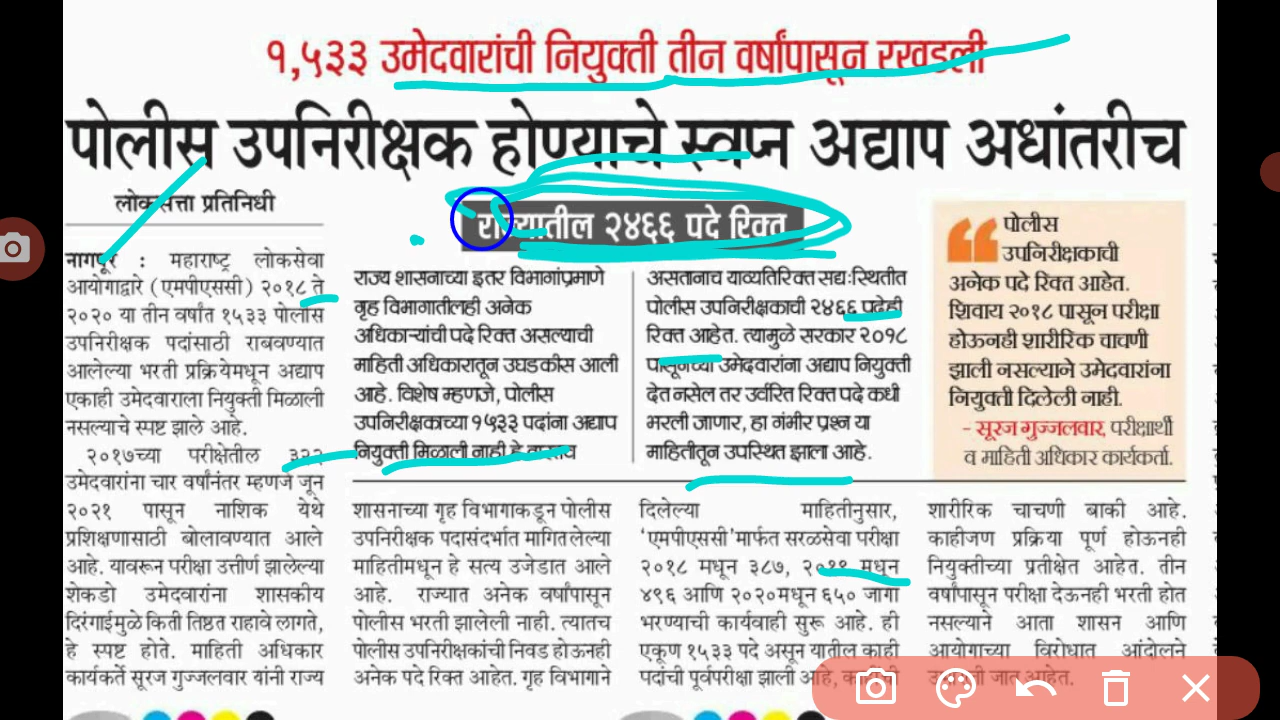 १,५३३ उमेदवारांची नियुक्ती तीन वर्षांपासून रखडली
पोलीस उपनिरीक्षक होण्याचे स्वप्न अद्याप अधांतरीच
लोकसत्ता प्रतिनिधी
नागपूर : महाराष्ट्र लोकसेवा
आयोगाद्वारे (एमपीएससी) २०१८ ते
२०२० या तीन वर्षांत १५३३ पोलीस
उपनिरीक्षक पदांसाठी राबवण्यात
आलेल्या भरती प्रक्रियेमधून अद्याप
एकाही उमेदवाराला नियुक्ती मिळाली
नसल्याचे स्पष्ट झाले आहे.
२०१७च्या परीक्षेतील ३२२
उमेदवारांना चार वर्षांनंतर म्हणजे जून
२०२१ पासून नाशिक येथे
प्रशिक्षणासाठी बोलावण्यात आले
आहे. यावरून परीक्षा उत्तीर्ण झालेल्या
शेकडो उमेदवारांना शासकीय
दिरंगाईमुळे किती तिष्ठत राहावे लागते,
हे स्पष्ट होते. माहिती अधिकार
कार्यकर्ते सूरज गुज्जलवार यांनी राज्य
राज्यातील २४६६ पदे रिक्त
राज्य शासनाच्या इतर विभागांप्रमाणे
गृह विभागातीलही अनेक
अधिकाऱ्यांची पदे रिक्त असल्याची
माहिती अधिकारातून उघडकीस आली
आहे. विशेष म्हणजे, पोलीस
उपनिरीक्षकाच्या १५३३ पदांना अद्याप
नियुक्ती मिळाली नाही हे वास्तव
असतानाच याव्यतिरिक्त सद्य:स्थितीत
पोलीस उपनिरीक्षकाची २४६६ पदेही
रिक्त आहेत. त्यामुळे सरकार २०१८
पासूनच्या उमेदवारांना अद्याप नियुक्ती
देत नसेल तर उर्वरित रिक्त पदे कधी
भरली जाणार, हा गंभीर प्रश्न या
माहितीतून उपस्थित झाला आहे.
पोलीस
उपनिरीक्षकाची
अनेक पदे रिक्त आहेत.
शिवाय २०१८ पासून परीक्षा
होऊनही शारीरिक चाचणी
झाली नसल्याने उमेदवारांना
नियुक्ती दिलेली नाही.
- सूरज गुज्जलवार, परीक्षार्थी
व माहिती अधिकार कार्यकर्ता.
शासनाच्या गृह विभागाकडून पोलीस
उपनिरीक्षक पदासंदर्भात मागितलेल्या
माहितीमधून हे सत्य उजेडात आले
आहे. राज्यात अनेक वर्षांपासून
पोलीस भरती झालेली नाही. त्यातच
पोलीस उपनिरीक्षकांची निवड होऊनही
अनेक पदे रिक्त आहेत. गृह विभागाने
दिलेल्या माहितीनुसार,
‘एमपीएससी’मार्फत सरळसेवा परीक्षा
२०१८ मधून ३८७, २०१९ मधून
४९६ आणि २०२०मधून ६५० जागा
भरण्याची कार्यवाही सुरू आहे. ही
एकूण १५३३ पदे असून यातील काही
पदांची पूर्वपरीक्षा झाली आहे, काहींची
शारीरिक चाचणी बाकी आहे.
काहीजण प्रक्रिया पूर्ण होऊनही
नियुक्तीच्या प्रतीक्षेत आहेत. तीन
वर्षांपासून परीक्षा देऊनही भरती होत
नसल्याने आता शासन आणि
आयोगाच्या विरोधात आंदोलने
जात आहेत.